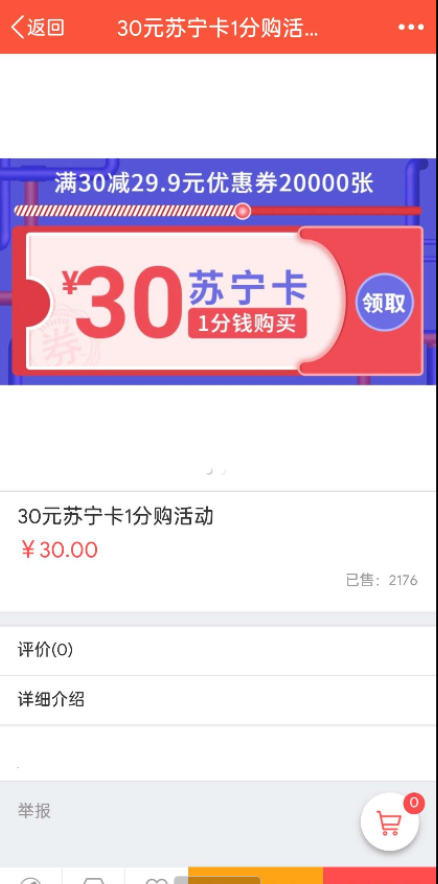 返回
30元苏宁卡1分购活...
满30减29.9元优惠券20000张
¥30
苏宁卡
1分钱购买
领取
券
30元苏宁卡1分购活动
¥30.00
已售：2176
评价(0)
详细介绍
0
举报